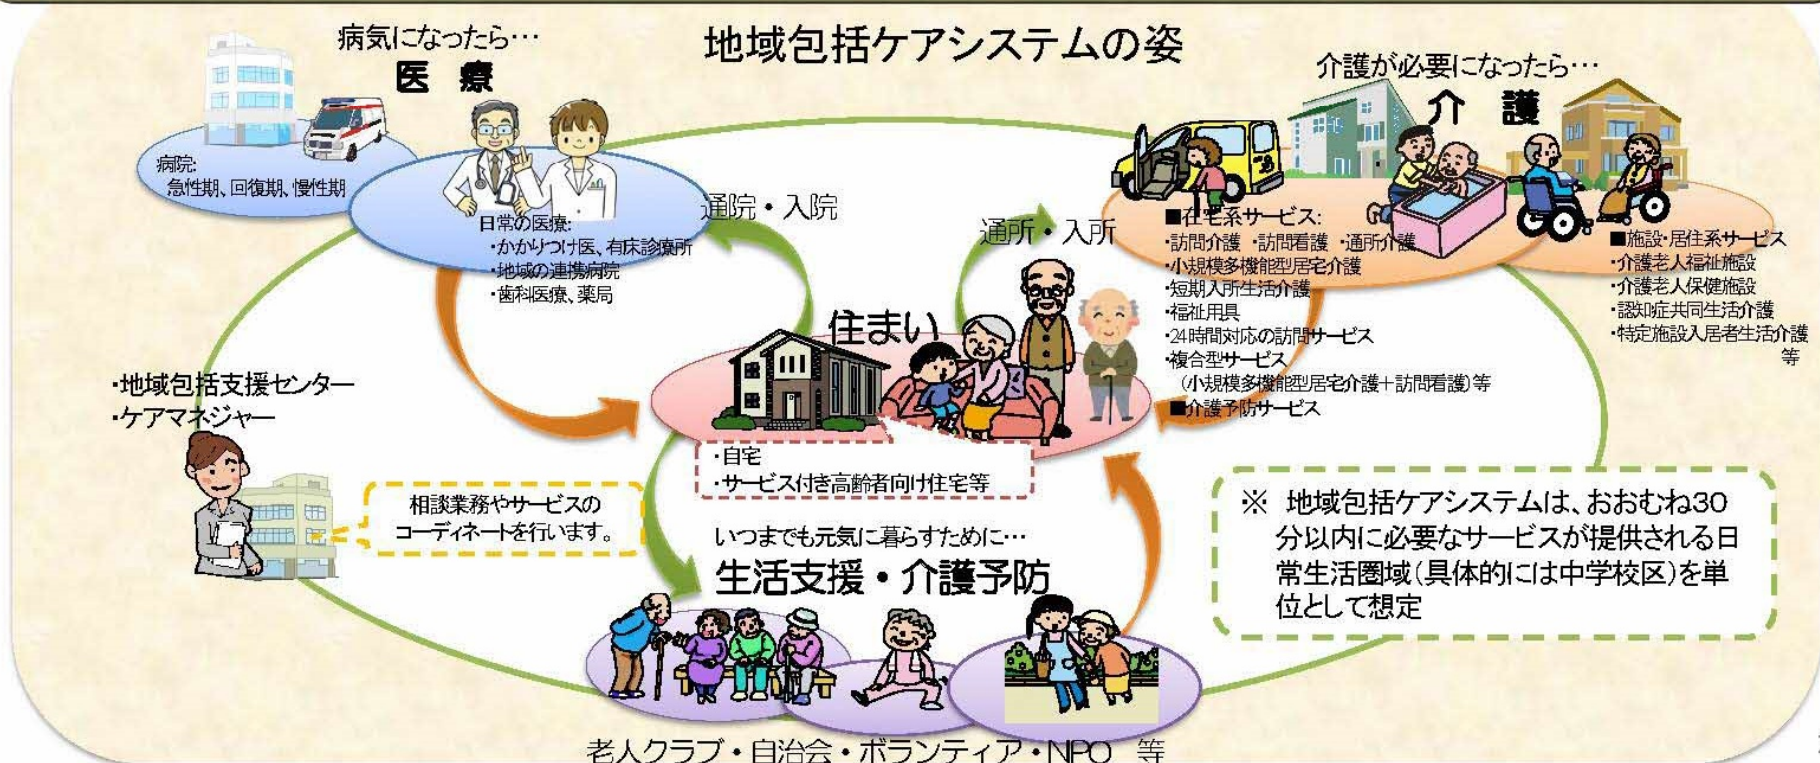 地域包括ケアシステムの姿
病気になったら…
医 療
病院:
急性期、回復期、慢性期
日常の医療:
・かかりつけ医、有床診療所
・地域の連携病院
・歯科医療、薬局
通院・入院
通所・入所
介護が必要になったら…
介 護
■在宅系サービス:
・訪問介護 ・訪問看護 ・通所介護
・小規模多機能型居宅介護
・短期入所生活介護
・福祉用具
・24時間対応の訪問サービス
・複合型サービス
(小規模多機能型居宅介護+訪問看護)等
■介護予防サービス
■施設・居住系サービス
・介護老人福祉施設
・介護老人保健施設
・認知症共同生活介護
・特定施設入居者生活介護
等
住まい
・自宅
・サービス付き高齢者向け住宅等
・地域包括支援センター
・ケアマネジャー
相談業務やサービスの
コーディネートを行います。
いつまでも元気に暮らすために…
生活支援・介護予防
老人クラブ・自治会・ボランティア・NPO 等
※ 地域包括ケアシステムは、おおむね30
分以内に必要なサービスが提供される日
常生活圏域(具体的には中学校区)を単
位として想定